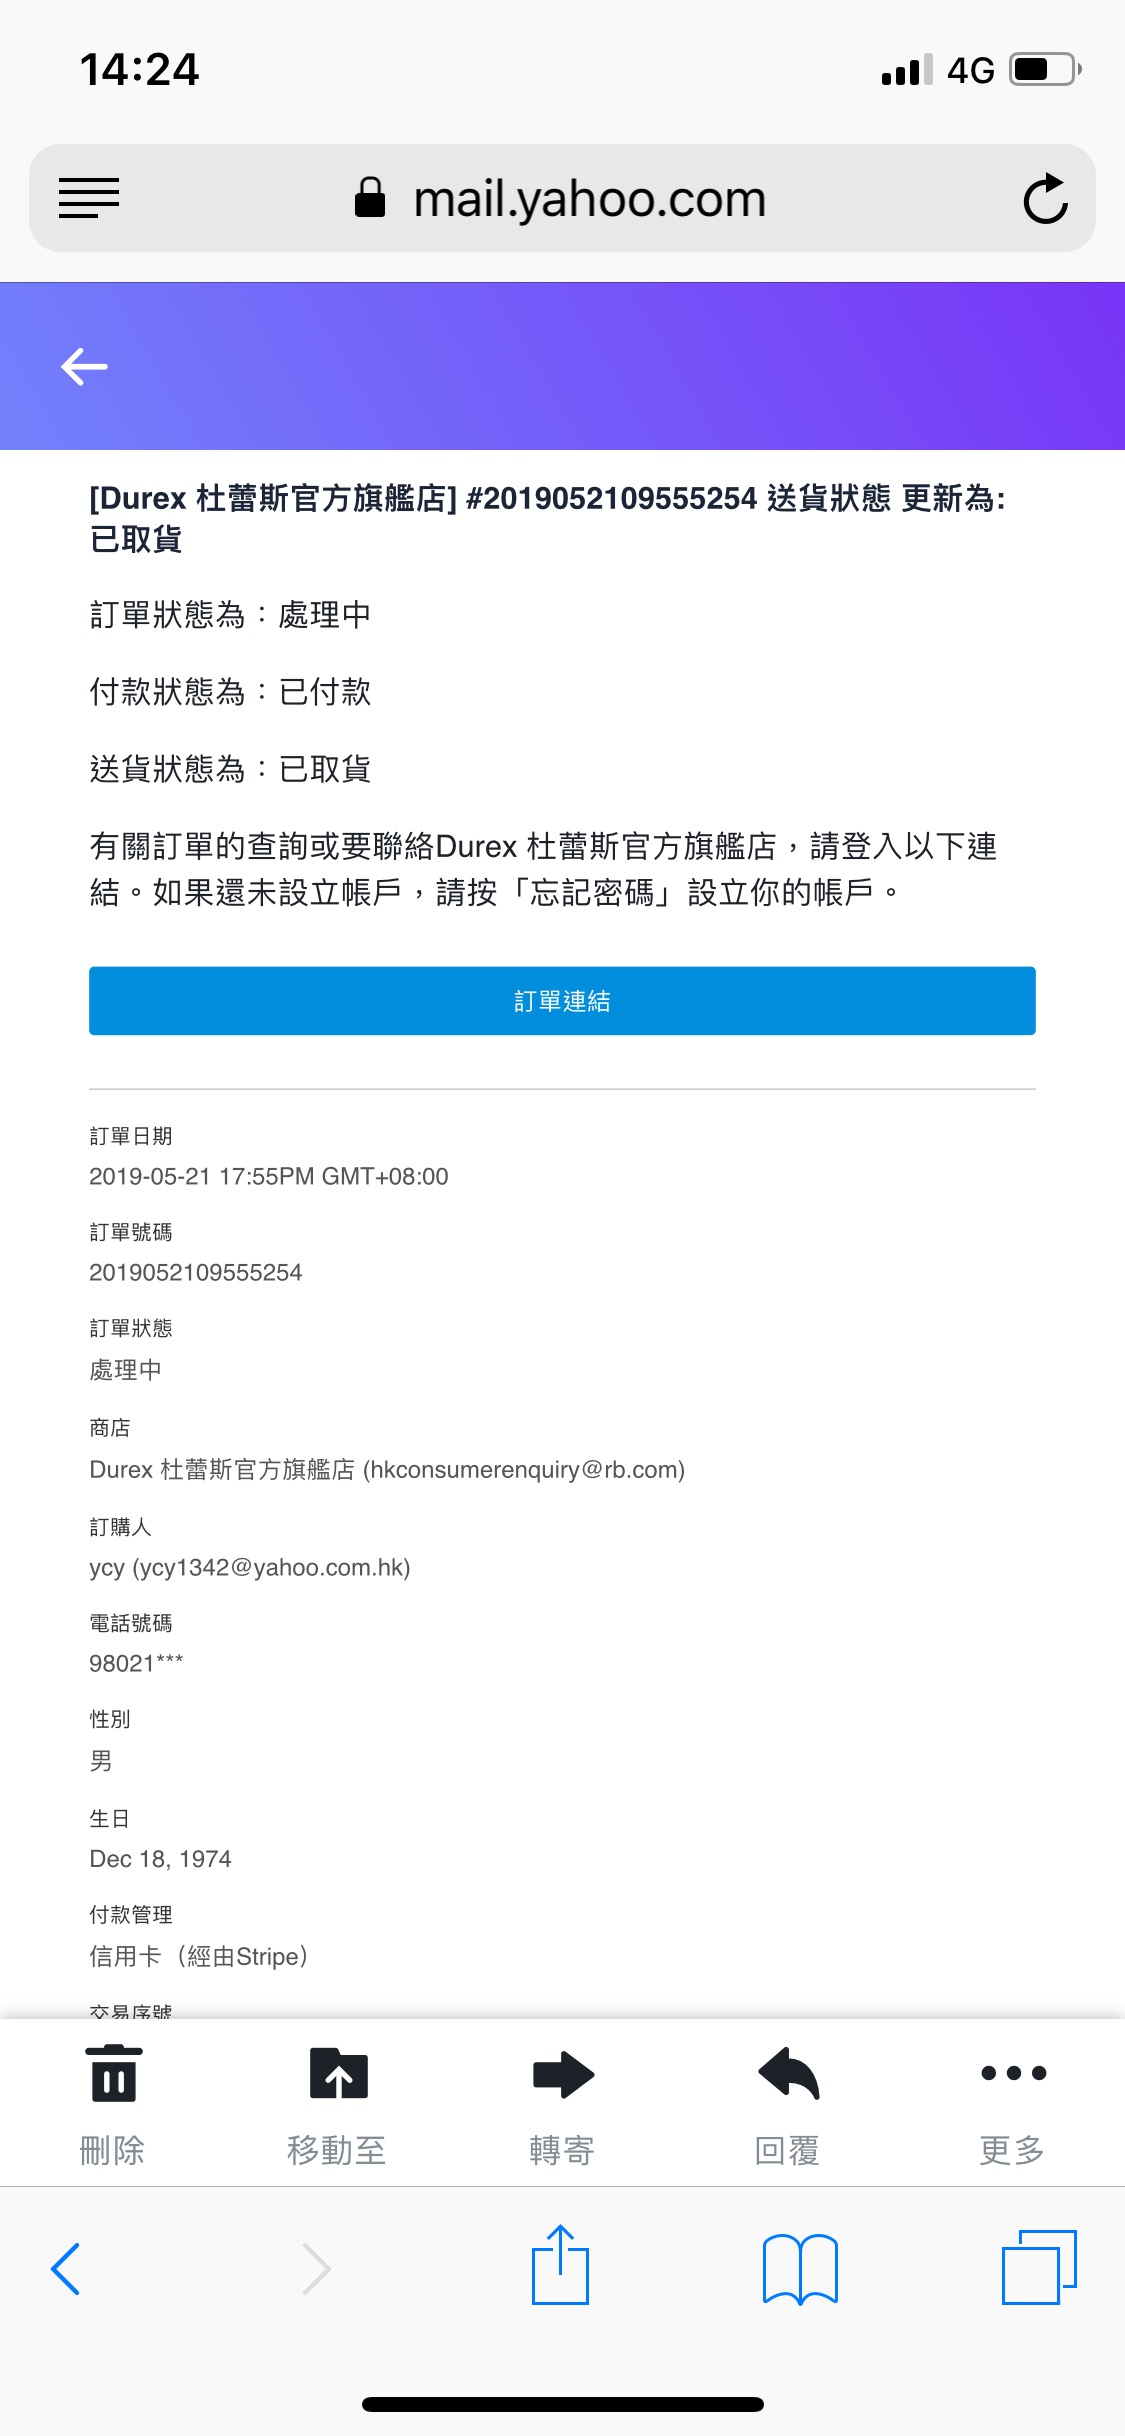 14:24
4G
mail.yahoo.com
[Durex 杜蕾斯官方旗艦店] #2019052109555254 送貨狀態 更新為:
已取貨
訂單狀態為：處理中
付款狀態為：已付款
送貨狀態為：已取貨
有關訂單的查詢或要聯絡Durex 杜蕾斯官方旗艦店，請登入以下連
結。如果還未設立帳戶，請按「忘記密碼」設立你的帳戶。
訂單連結
訂單日期
2019-05-21 17:55PM GMT+08:00
訂單號碼
2019052109555254
訂單狀態
處理中
商店
Durex 杜蕾斯官方旗艦店 (hkconsumerenquiry@rb.com)
訂購人
ycy (ycy1342@yahoo.com.hk)
電話號碼
98021***
性別
男
生日
Dec 18, 1974
付款管理
信用卡（經由Stripe）
交易序號
刪除
移動至
轉寄
回覆
更多